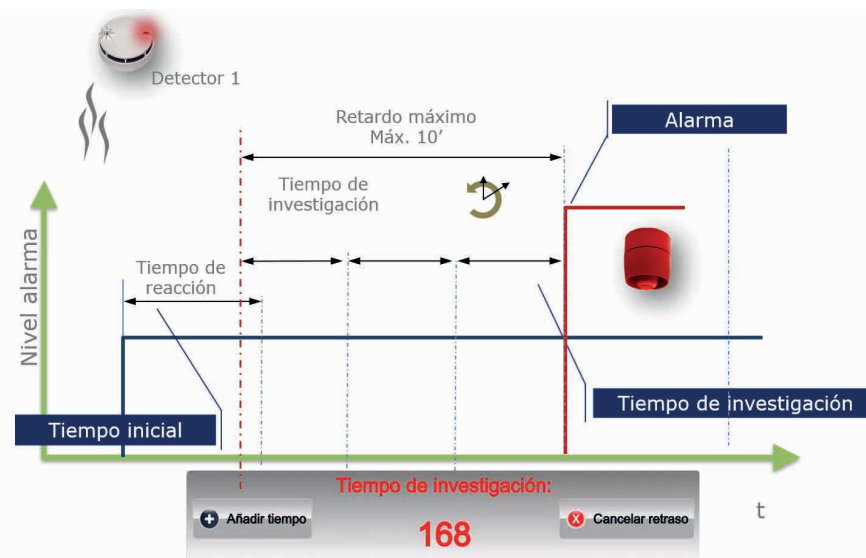 Detector 1
Retardo máximo
Máx. 10’
Alarma
Tiempo de
investigación
Tiempo de
reacción
Nivel alarma
Tiempo de investigación
Tiempo inicial
Tiempo de investigación:
Añadir tiempo
168
Cancelar retraso
t